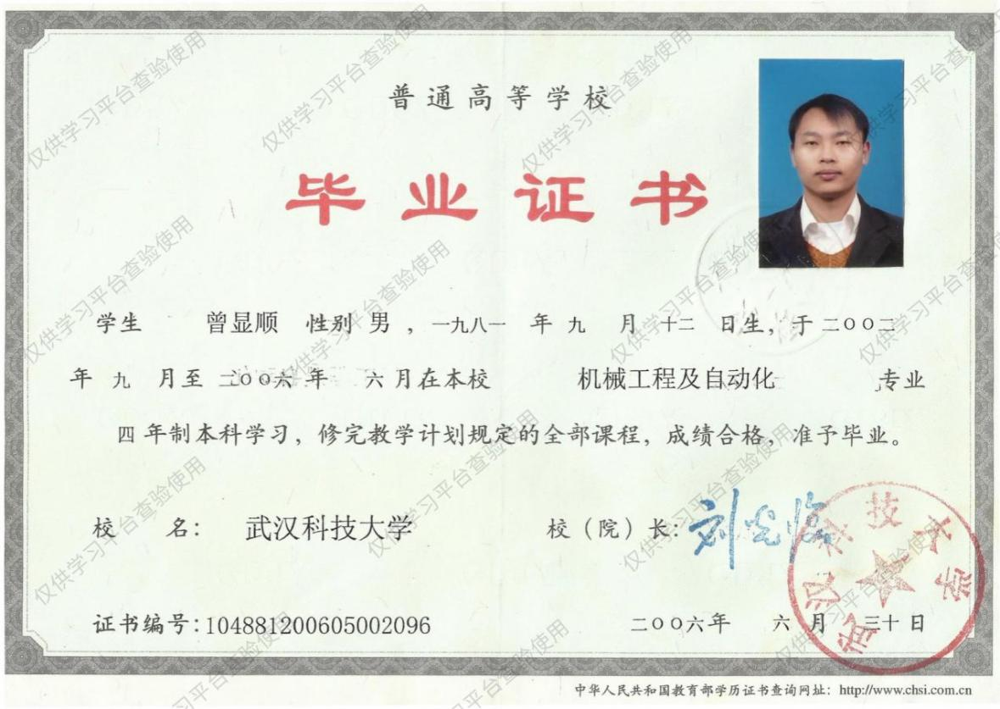 普通高等学校
毕业证书
学生 曾显顺 性别 男 ，一九八一 年 九 月 十二 日生，于 二〇〇二
年 九 月至 二〇〇六 年 六 月在本校 机械工程及自动化 专业
四 年制本科学习，修完教学计划规定的全部课程，成绩合格，准予毕业。
校 名： 武汉科技大学 校（院）长：刘光临
武汉科技大学
证书编号：104881200605002096 二〇〇六年 六 月 三十 日
中华人民共和国教育部学历证书查询网址：http://www.chsi.com.cn
仅供学习平台查验使用